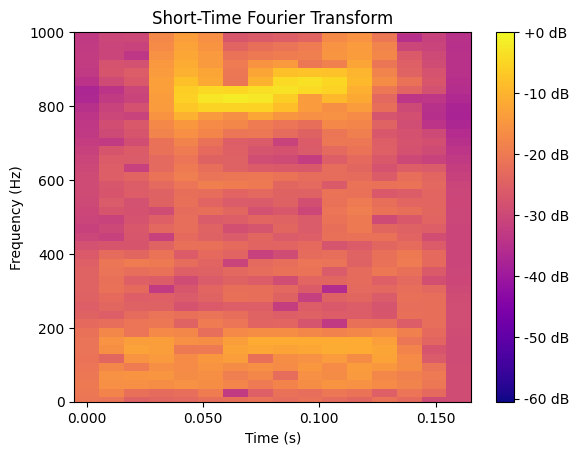 Short-Time Fourier Transform
1000
800
600
400
200
0
Frequency (Hz)
0.000
0.050
0.100
0.150
Time (s)
+0 dB
-10 dB
-20 dB
-30 dB
-40 dB
-50 dB
-60 dB